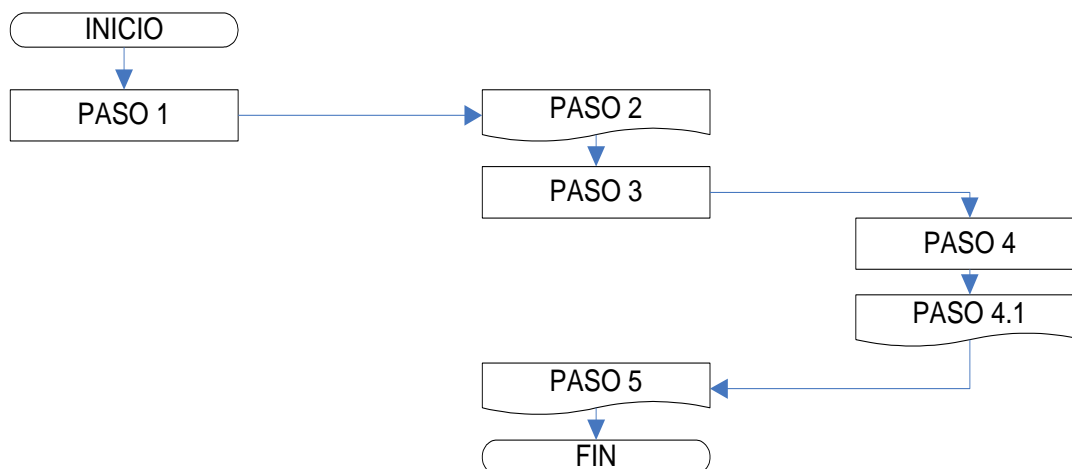 INICIO
PASO 1
PASO 2
PASO 3
PASO 4
PASO 4.1
PASO 5
FIN